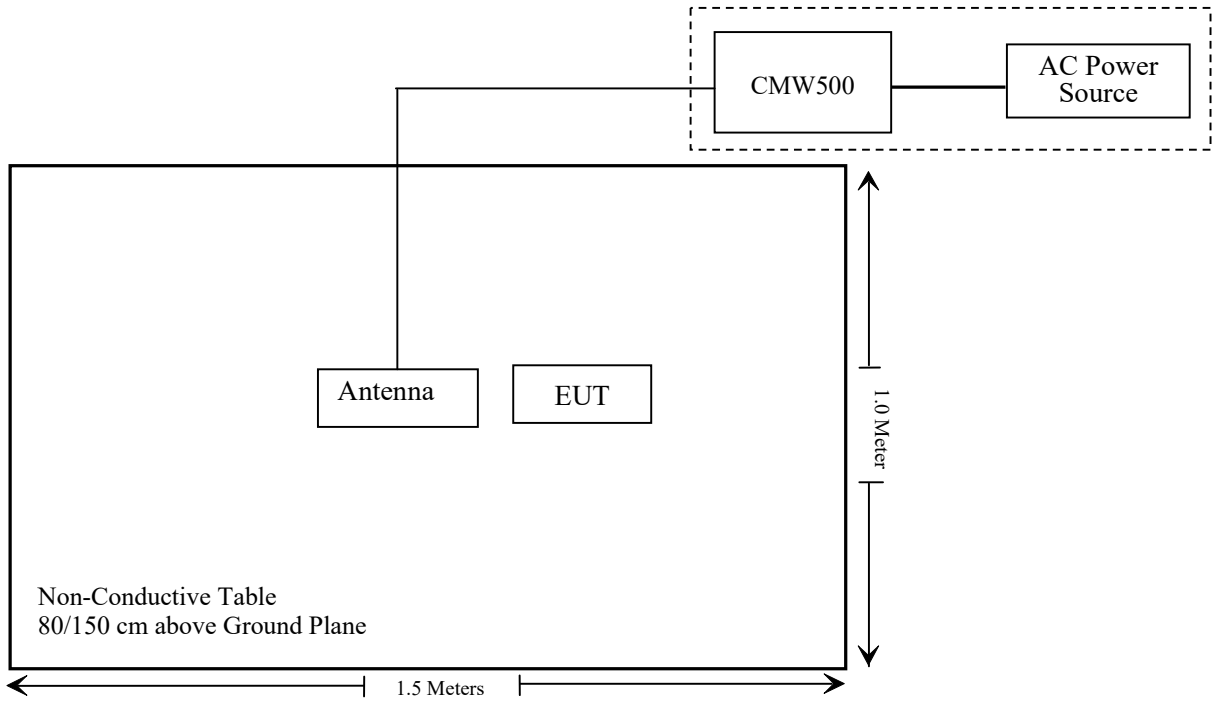 CMW500
AC Power
Source
Antenna
EUT
1.0 Meter
Non-Conductive Table
80/150 cm above Ground Plane
1.5 Meters